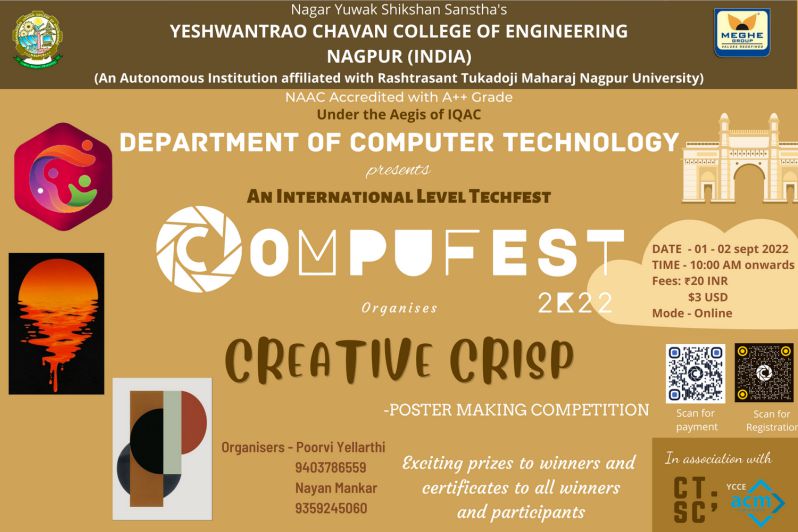 Nagar Yuwak Shikshan Sanstha's
YESHWANTRAO CHAVAN COLLEGE OF ENGINEERING
NAGPUR (INDIA)
(An Autonomous Institution affiliated with Rashtrasant Tukadoji Maharaj Nagpur University)
MEGHE
GROUP
VALUES REDEFINED
NAAC Accredited with A++ Grade
Under the Aegis of IQAC
DEPARTMENT OF COMPUTER TECHNOLOGY
presents
AN INTERNATIONAL LEVEL TECHFEST
COMPUFEST
2K22
DATE - 01 - 02 sept 2022
TIME - 10:00 AM onwards
Fees: ₹20 INR
$3 USD
Mode - Online
Organises
CREATIVE CRISP
-POSTER MAKING COMPETITION
Scan for
payment
Scan for
Registration
Organisers - Poorvi Yellarthi
9403786559
Nayan Mankar
9359245060
Exciting prizes to winners and
certificates to all winners
and participants
In association with
CT
SC;
YCCE
acm